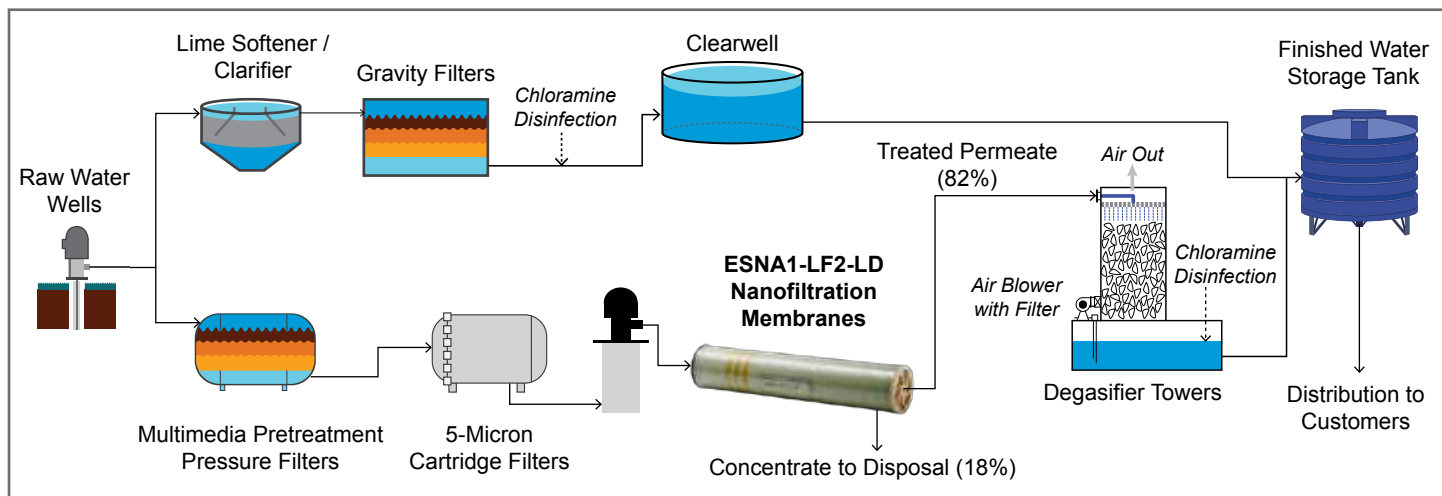 Lime Softener /
Clarifier
Gravity Filters
Chloramine
Disinfection
Clearwell
Finished Water
Storage Tank
Raw Water
Wells
Treated Permeate
(82%)
Air Out
ESNA1-LF2-LD
Nanofiltration
Membranes
Air Blower
with Filter
Chloramine
Disinfection
Multimedia Pretreatment
Pressure Filters
5-Micron
Cartridge Filters
Concentrate to Disposal (18%)
Degasifier Towers
Distribution to
Customers